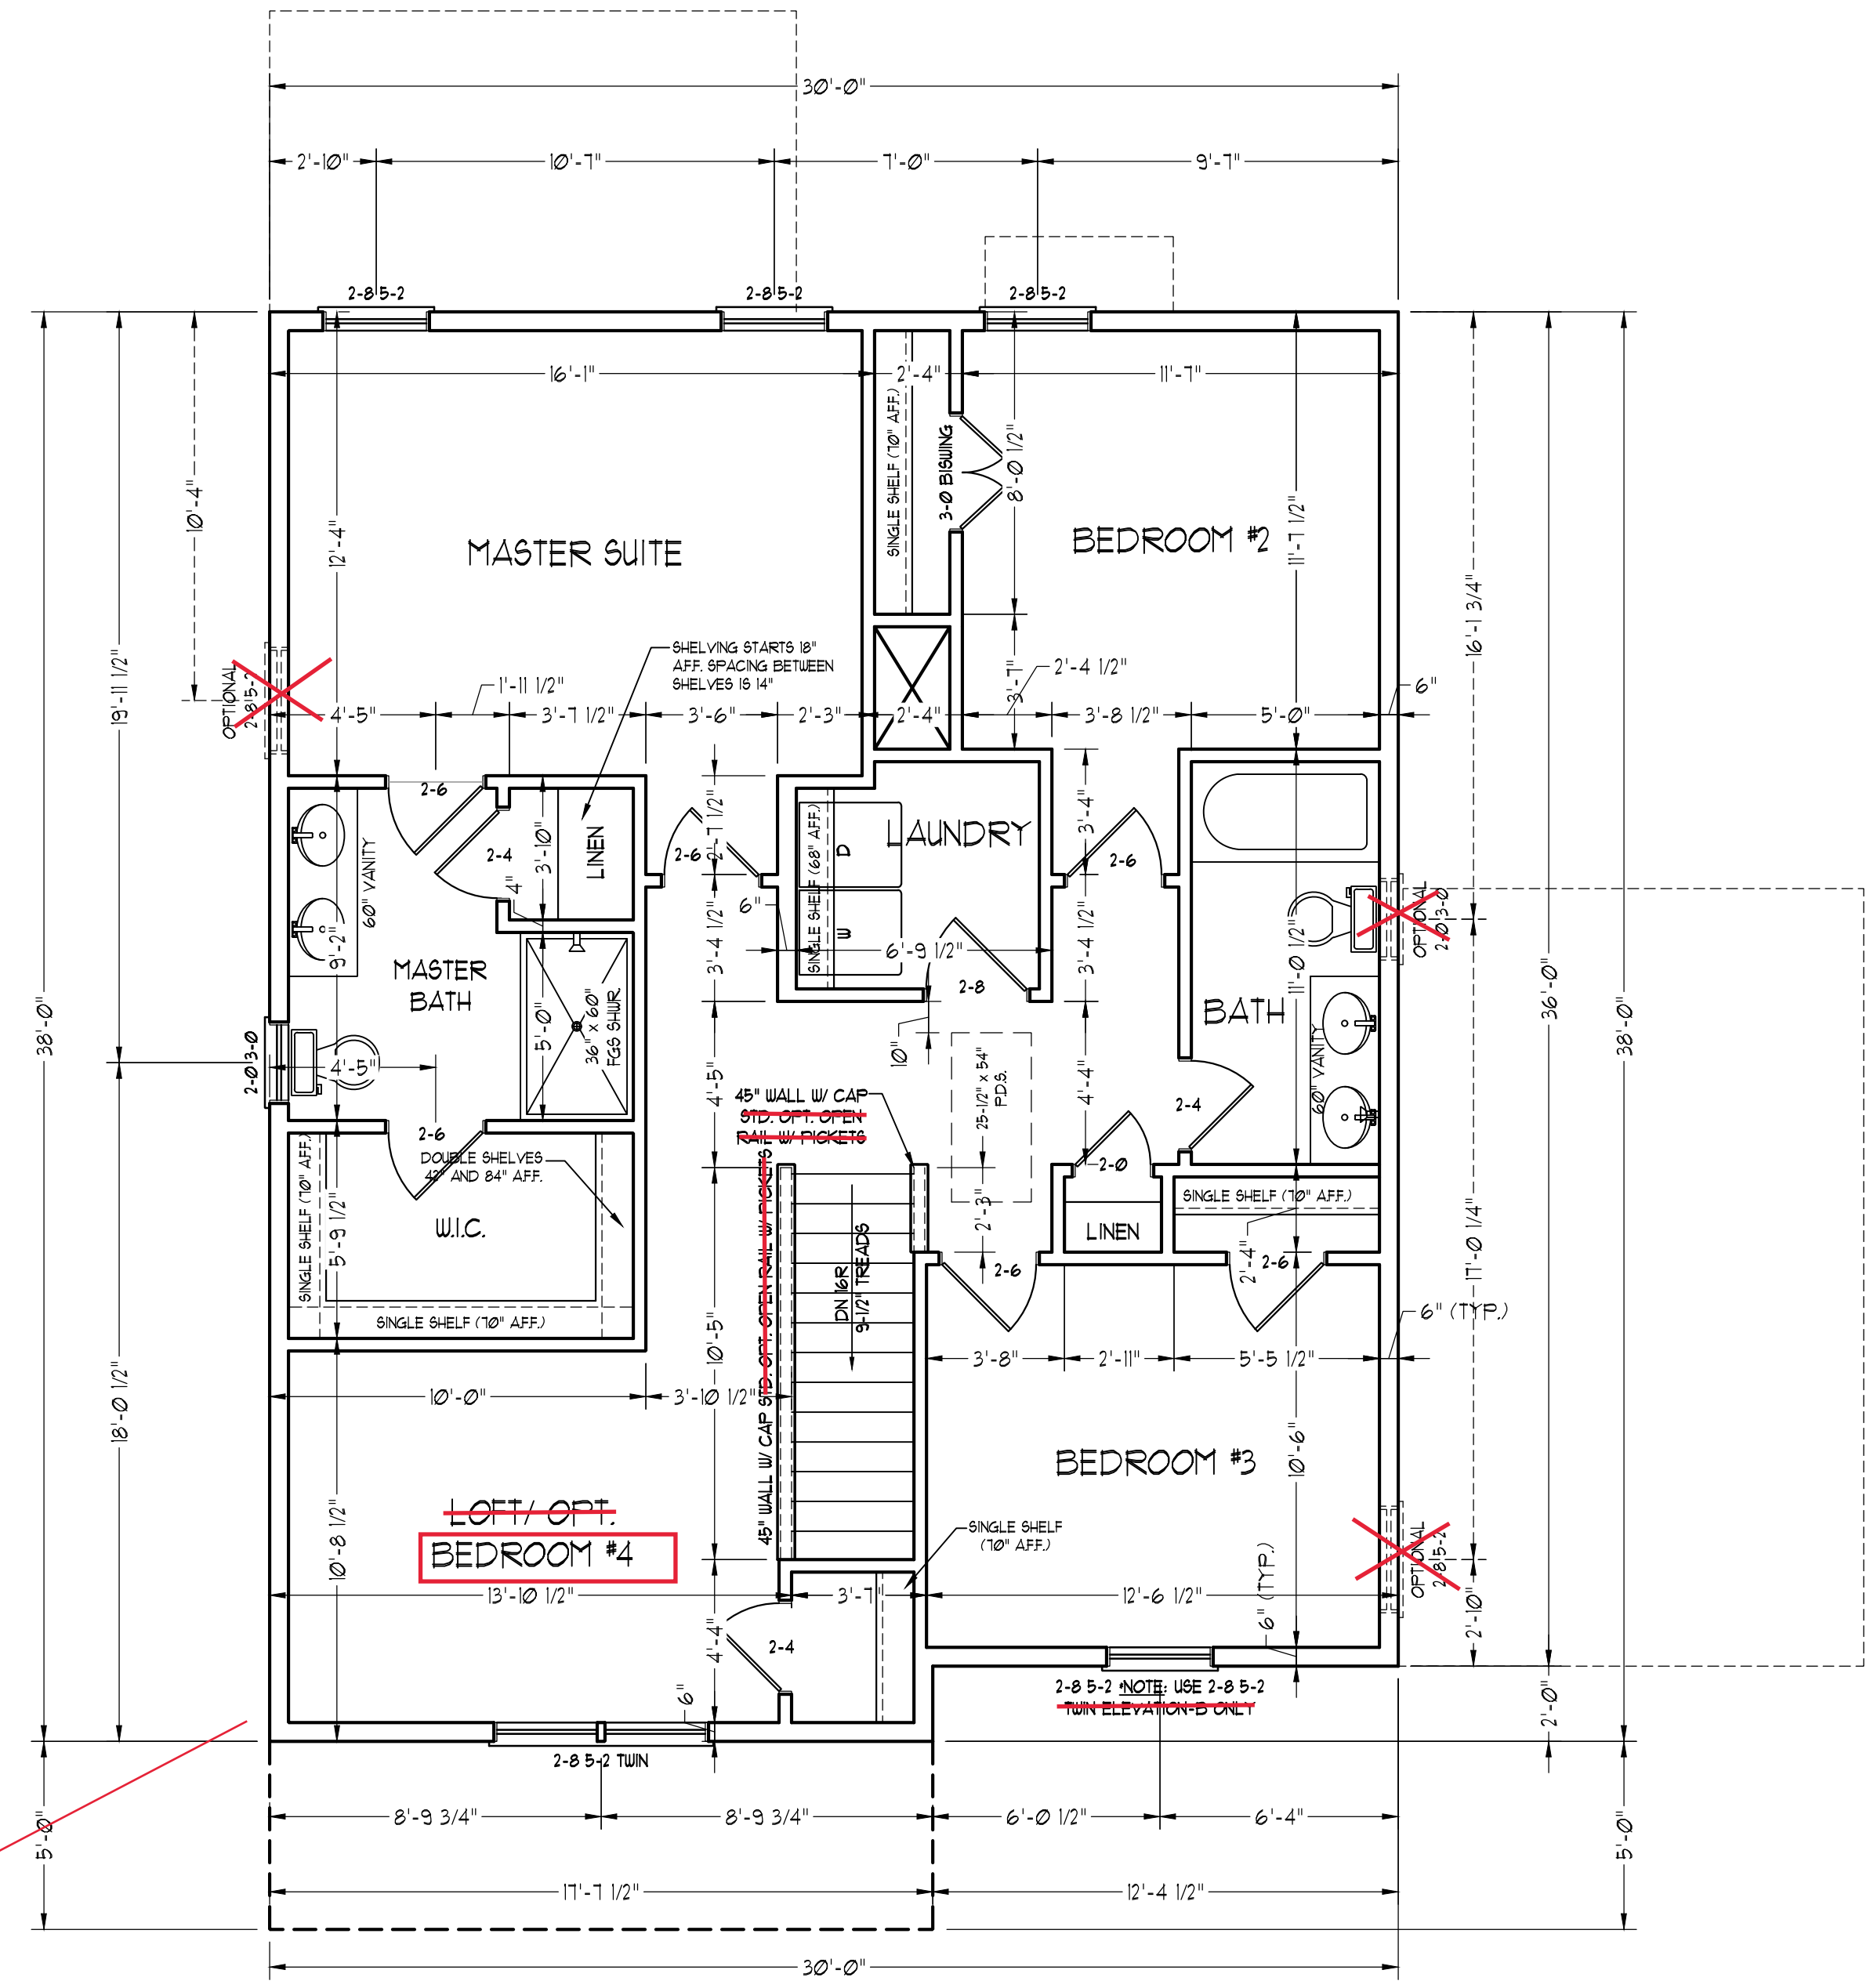 30'-0"
2'-10"
10'-7"
7'-0"
9'-7"
2-8 5-2
2-8 5-2
2-8 5-2
16'-1"
2'-4"
11'-7"
SINGLE SHELF (70" A.F.F.)
3-0 BISWING
8'-0 1/2"
11'-7 1/2"
10'-4"
12'-4"
MASTER SUITE
BEDROOM #2
16'-1 3/4"
19'-11 1/2"
OPTIONAL
2-8 5-2
SHELVING STARTS 18"
A.F.F. SPACING BETWEEN
SHELVES IS 14"
1'-11 1/2"
3'-7"
2'-4 1/2"
6"
4'-5"
3'-7 1/2"
3'-6"
2'-3"
2'-4"
3'-8 1/2"
5'-0"
2-6
2-4
3'-10"
4"
LINEN
60" VANITY
9'-2"
MASTER
BATH
2-6
2'-7 1/2"
3'-4 1/2"
6"
SINGLE SHELF (68" A.F.F.)
D
W
LAUNDRY
6'-9 1/2"
2-8
3'-4"
2-6
3'-4 1/2"
11'-0 1/2"
OPTIONAL
2-0 3-0
BATH
60" VANITY
38'-0"
36'-0"
38'-0"
2-0 3-0
4'-5"
5'-0"
36" x 60"
FGS SHWR.
10"
25-1/2" x 54"
P.D.S.
4'-5"
4'-4"
45" WALL W/ CAP
STD. OPT. OPEN
RAIL W/ PICKETS
2-4
2-6
DOUBLE SHELVES
42" AND 84" A.F.F.
SINGLE SHELF (70" A.F.F.)
5'-9 1/2"
W.I.C.
SINGLE SHELF (70" A.F.F.)
2-0
LINEN
SINGLE SHELF (70" A.F.F.)
2'-3"
2-6
2'-4"
2-6
17'-0 1/4"
6" (TYP.)
DN 16R
9-1/2" TREADS
45" WALL W/ CAP STD. OPT. OPEN RAIL W/ PICKETS
10'-5"
18'-0 1/2"
10'-0"
3'-10 1/2"
3'-8"
2'-11"
5'-5 1/2"
BEDROOM #3
10'-6"
10'-8 1/2"
LOFT/ OPT.
BEDROOM #4
SINGLE SHELF
(70" A.F.F.)
OPTIONAL
2-8 5-2
13'-10 1/2"
3'-7"
12'-6 1/2"
6" (TYP.)
2'-10"
4'-4"
2-4
6"
2-8 5-2 *NOTE: USE 2-8 5-2
TWIN ELEVATION-B ONLY
2'-0"
2-8 5-2 TWIN
8'-9 3/4"
8'-9 3/4"
6'-0 1/2"
6'-4"
5'-0"
5'-0"
17'-7 1/2"
12'-4 1/2"
30'-0"